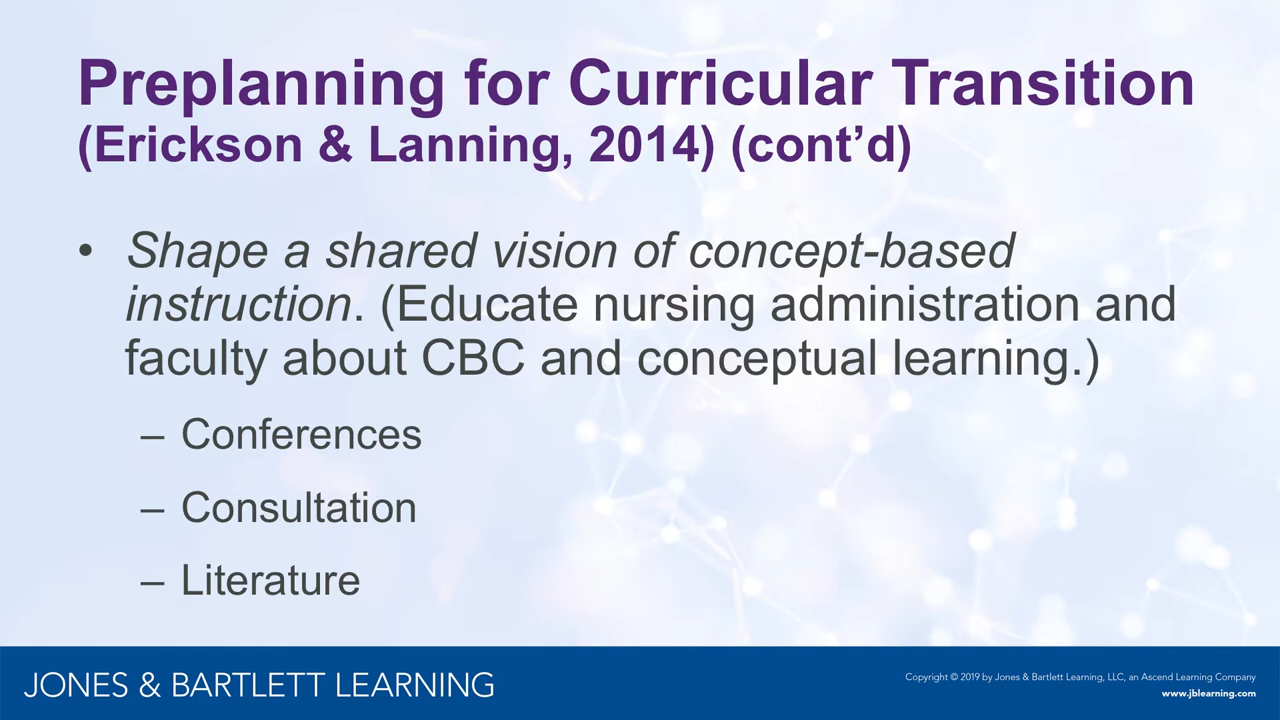 Preplanning for Curricular Transition
(Erickson & Lanning, 2014) (cont’d)
• Shape a shared vision of concept-based
instruction. (Educate nursing administration and
faculty about CBC and conceptual learning.)
– Conferences
– Consultation
– Literature
JONES & BARTLETT LEARNING
Copyright © 2019 by Jones & Bartlett Learning, LLC, an Ascend Learning Company
www.jblearning.com